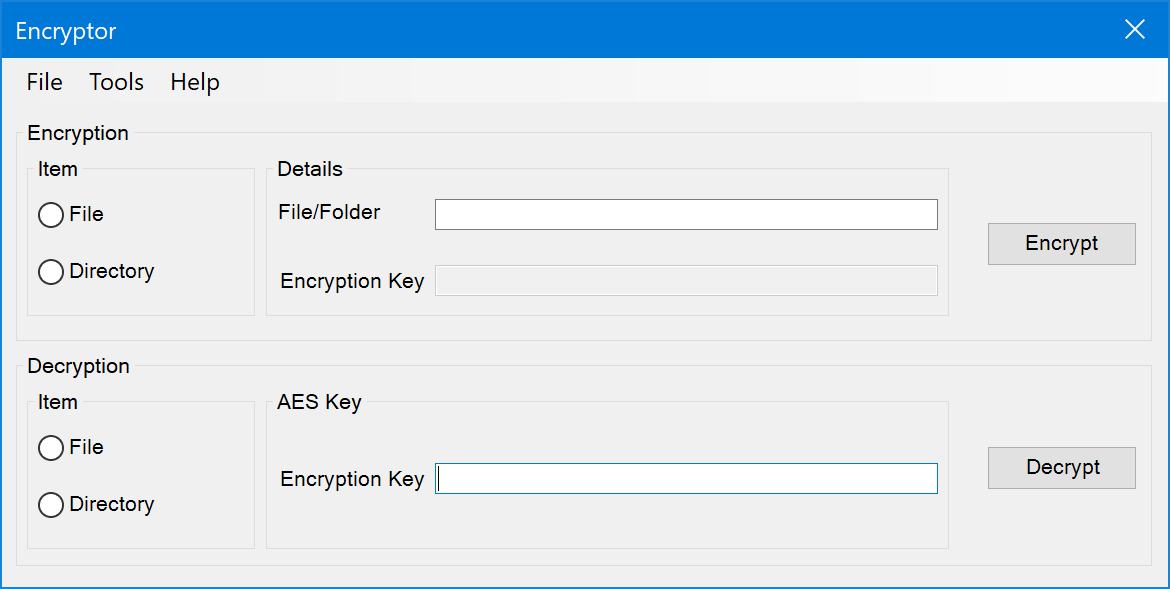 Encryptor
File Tools Help
Encryption
Item
File
Directory
Details
File/Folder
Encryption Key
Encrypt
Decryption
Item
File
Directory
AES Key
Encryption Key
Decrypt